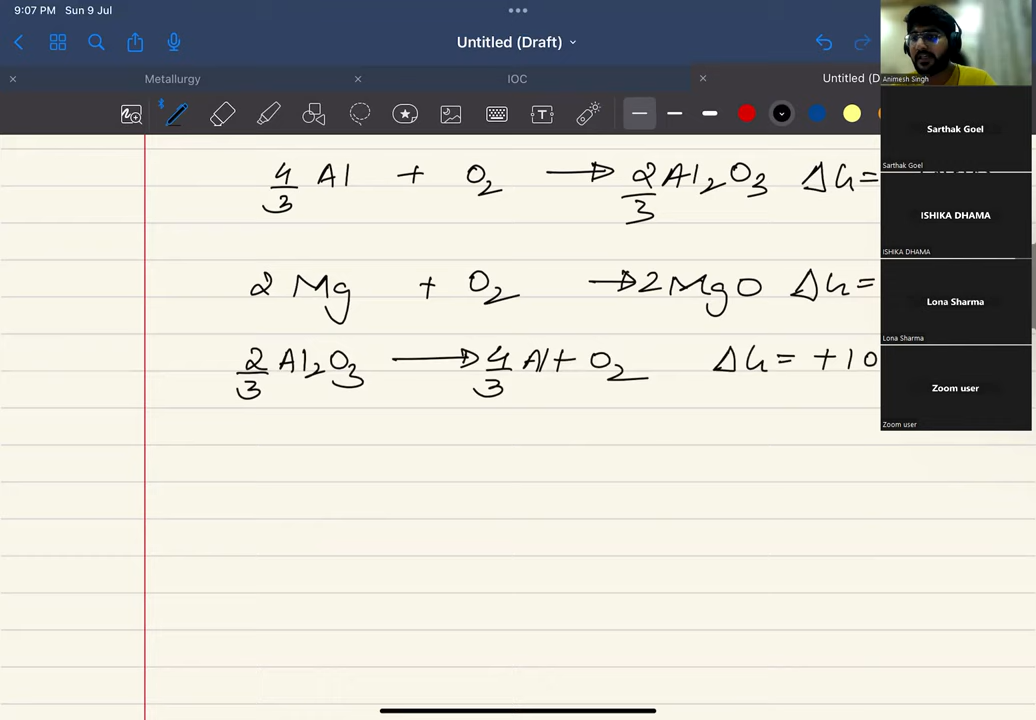 9:07 PM Sun 9 Jul
Untitled (Draft)
Metallurgy
IOC
Untitled (D
Animesh Singh
Sarthak Goel
Sarthak Goel
ISHIKA DHAMA
ISHIKA DHAMA
Lona Sharma
Lona Sharma
Zoom user
Zoom user
4/3 Al + O₂ → 2/3 Al₂O₃ ΔG =
2 Mg + O₂ → 2 MgO ΔG =
2/3 Al₂O₃ → 4/3 Al + O₂ ΔG = +10